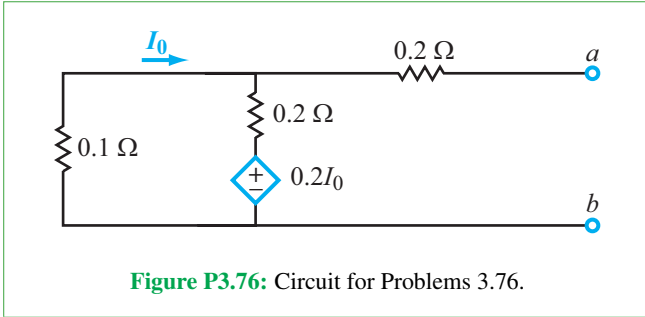 I₀
0.2 Ω
a
0.2 Ω
0.1 Ω
+
−
0.2I₀
b
Figure P3.76: Circuit for Problems 3.76.